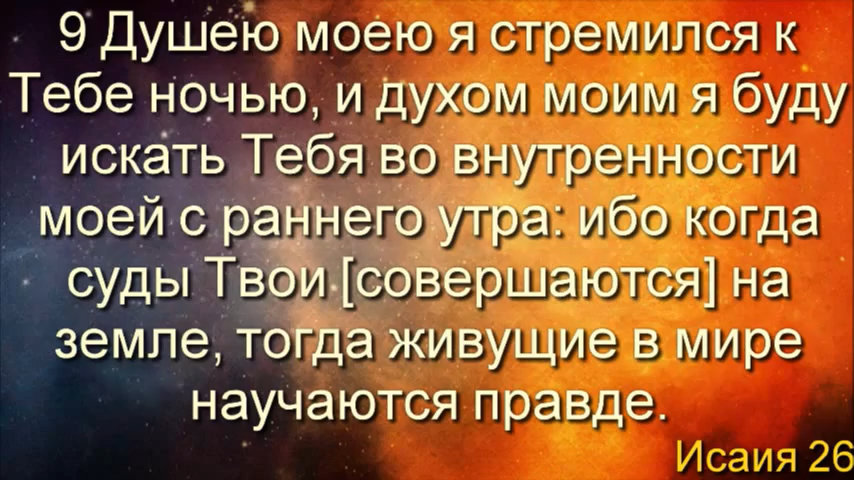 9 Душею моею я стремился к
Тебе ночью, и духом моим я буду
искать Тебя во внутренности
моей с раннего утра: ибо когда
суды Твои [совершаются] на
земле, тогда живущие в мире
научаются правде.
Исаия 26